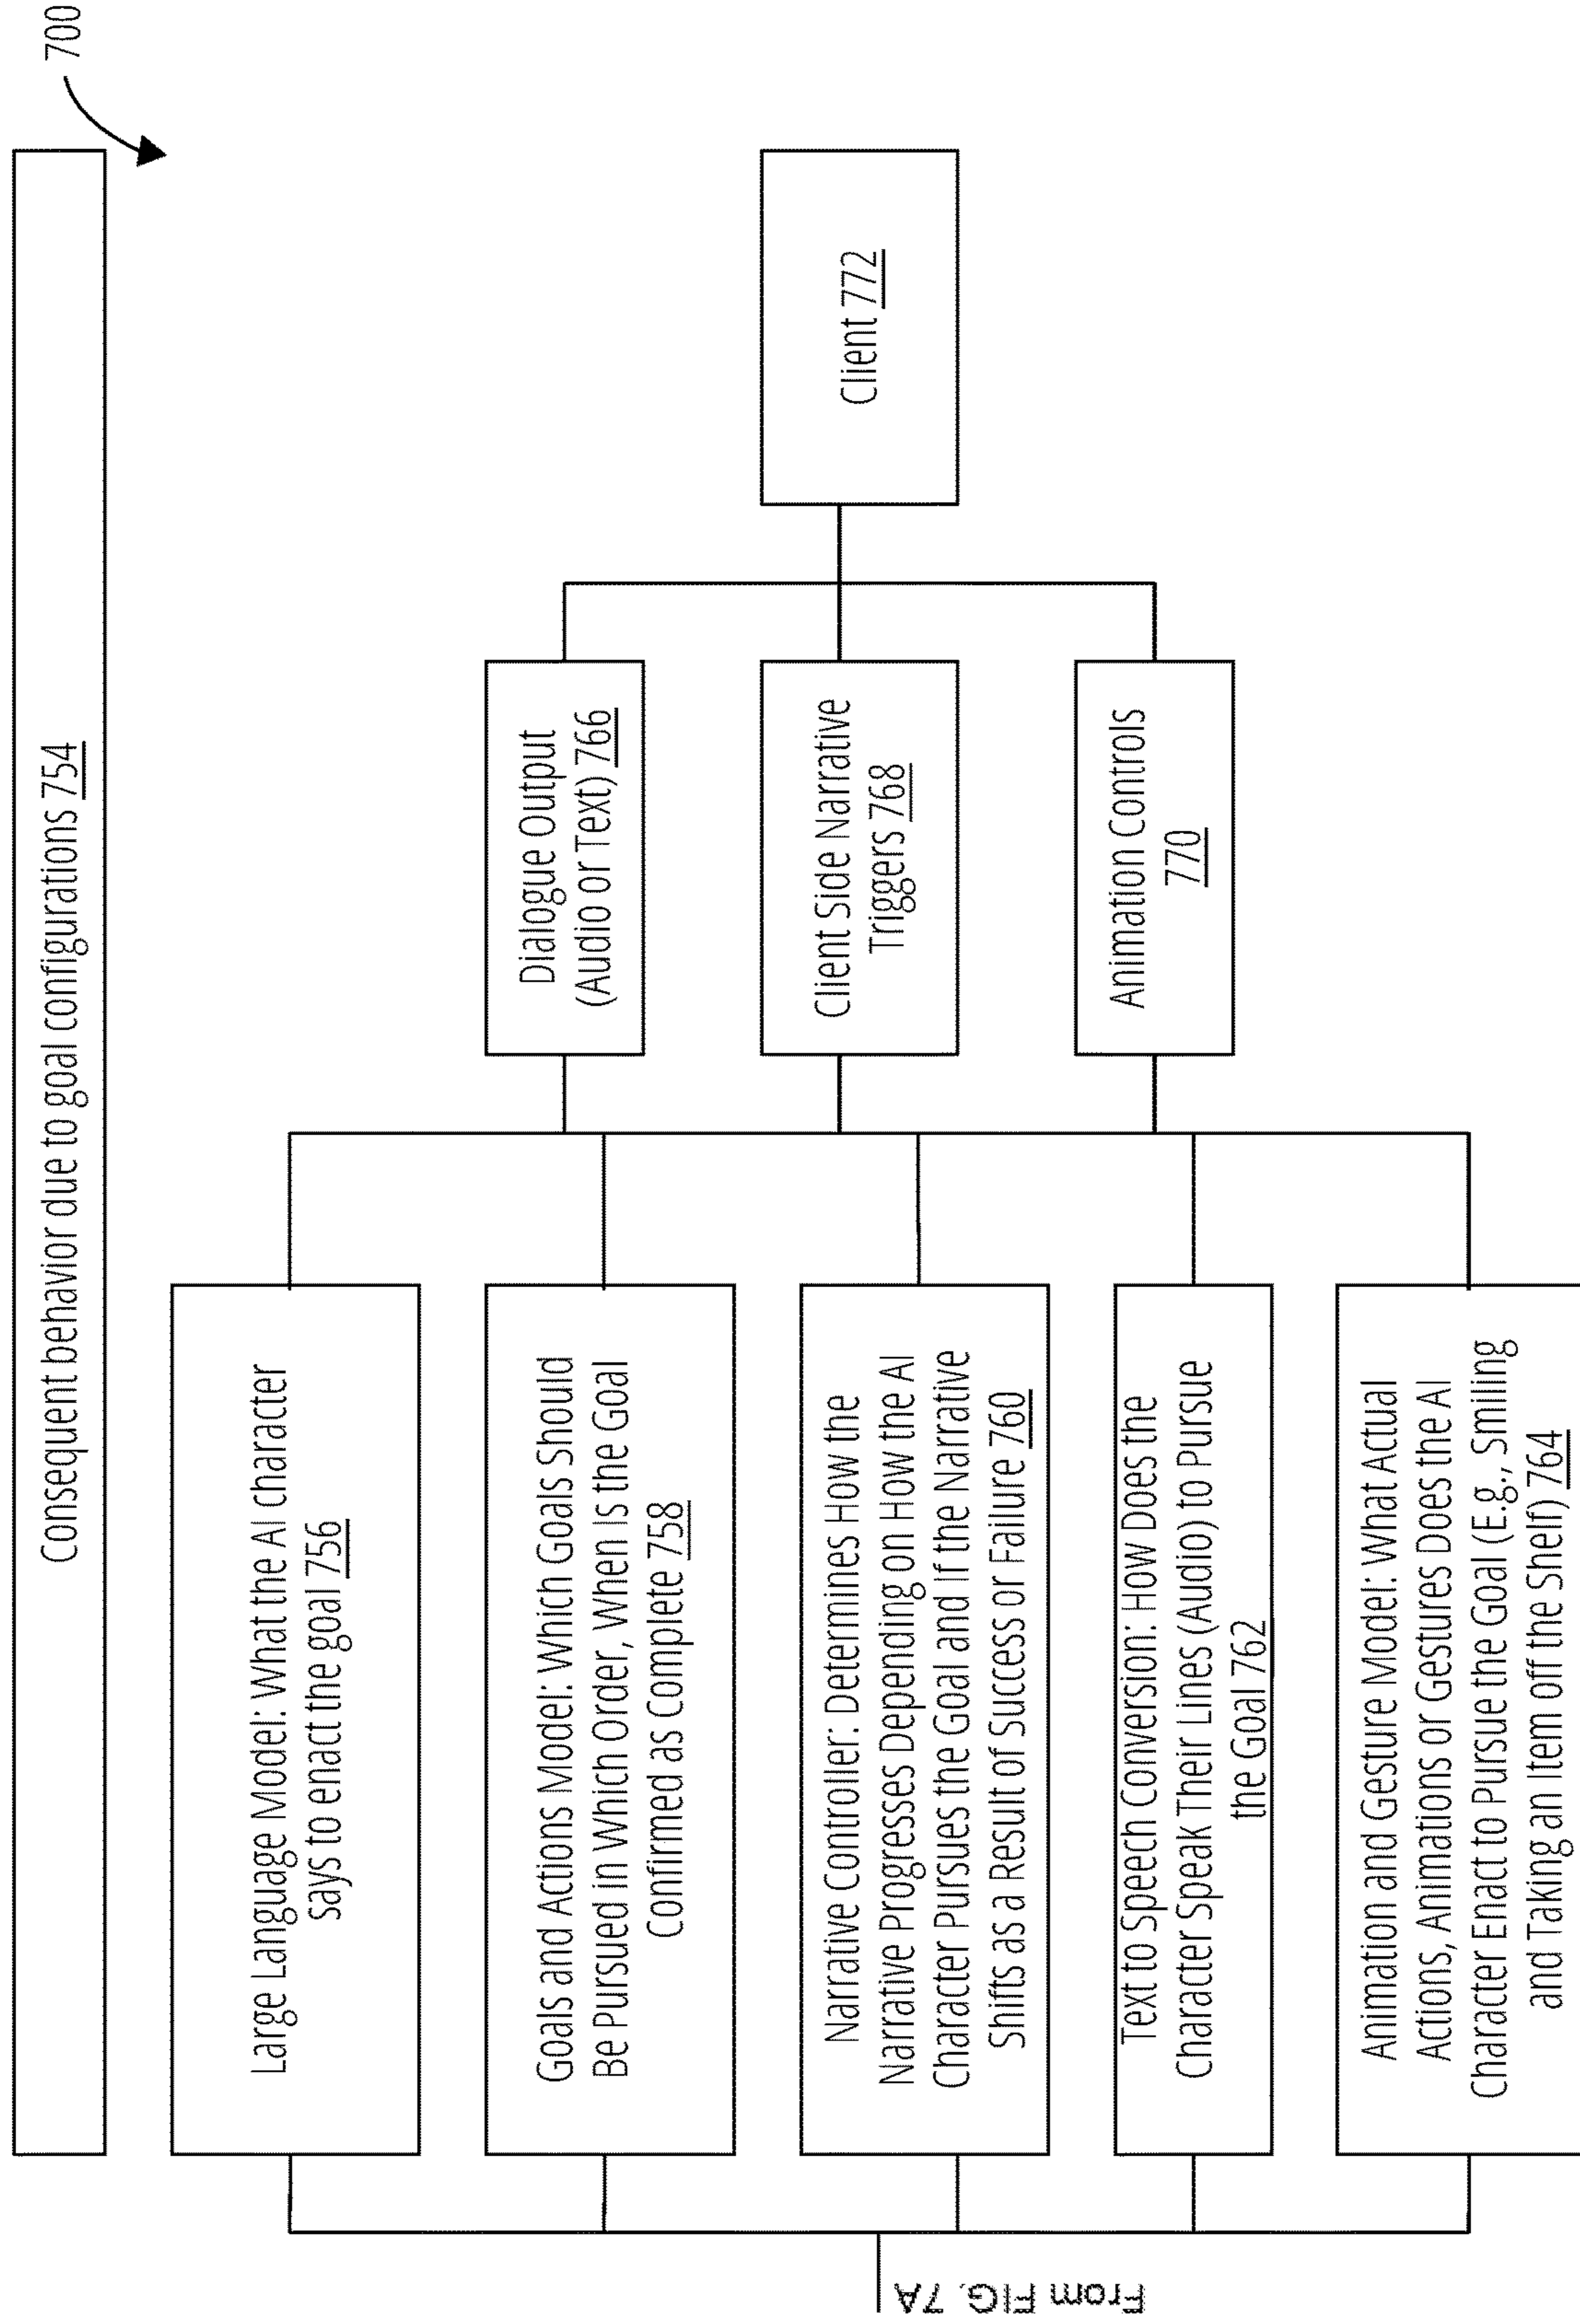 700
Consequent behavior due to goal configurations 754
From FIG. 7A
Large Language Model: What the AI character
Says to enact the goal 756
Goals and Actions Model: Which Goals Should
Be Pursued in Which Order, When Is the Goal
Confirmed as Complete 758
Narrative Controller: Determines How the
Narrative Progresses Depending on How the AI
Character Pursues the Goal and if the Narrative
Shifts as a Result of Success or Failure 760
Text to Speech Conversion: How Does the
Character Speak Their Lines (Audio) to Pursue
the Goal 762
Animation and Gesture Model: What Actual
Actions, Animations or Gestures Does the AI
Character Enact to Pursue the Goal (E.g., Smiling
and Taking an Item off the Shelf) 764
Dialogue Output
(Audio or Text) 766
Client Side Narrative
Triggers 768
Animation Controls
770
Client 772